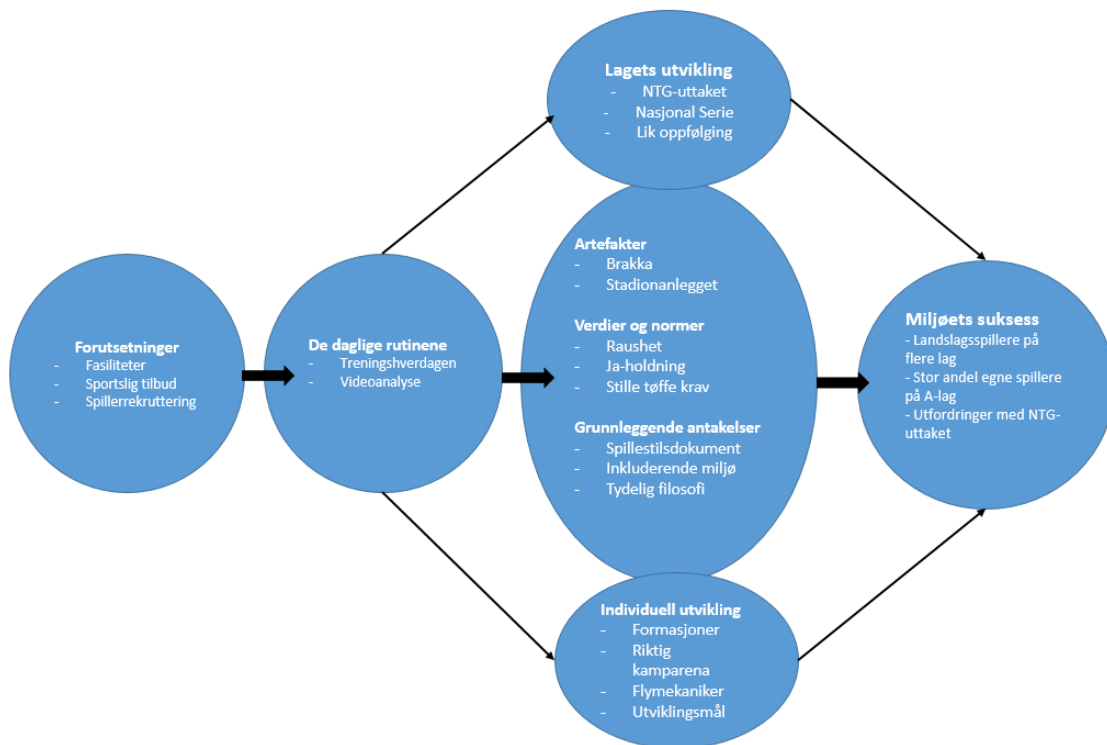 Forutsetninger
- Fasiliteter
- Sportslig tilbud
- Spillerrekruttering
De daglige rutinene
- Treningshverdagen
- Videoanalyse
Lagets utvikling
- NTG-uttaket
- Nasjonal Serie
- Lik oppfølging
Artefakter
- Brakka
- Stadionanlegget
Verdier og normer
- Raushet
- Ja-holdning
- Stille tøffe krav
Grunnleggende antakelser
- Spillestilsdokument
- Inkluderende miljø
- Tydelig filosofi
Individuell utvikling
- Formasjoner
- Riktig
kamparena
- Flymekaniker
- Utviklingsmål
Miljøets suksess
- Landslagsspillere på
flere lag
- Stor andel egne spillere
på A-lag
- Utfordringer med NTG-
uttaket